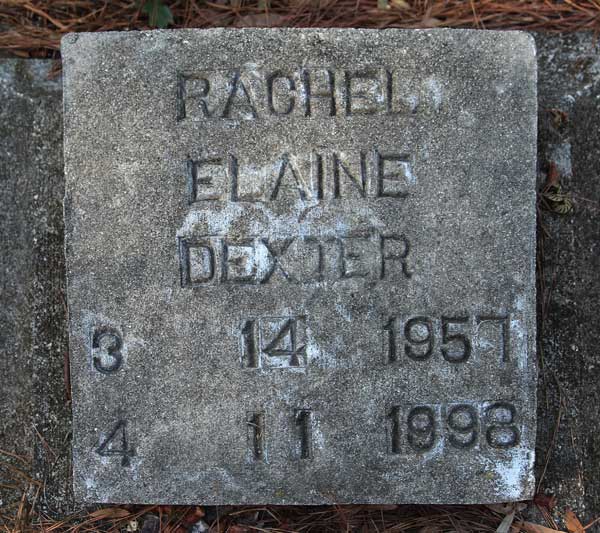 RACHEL
ELAINE
DEXTER
3 14 1957
4 11 1998